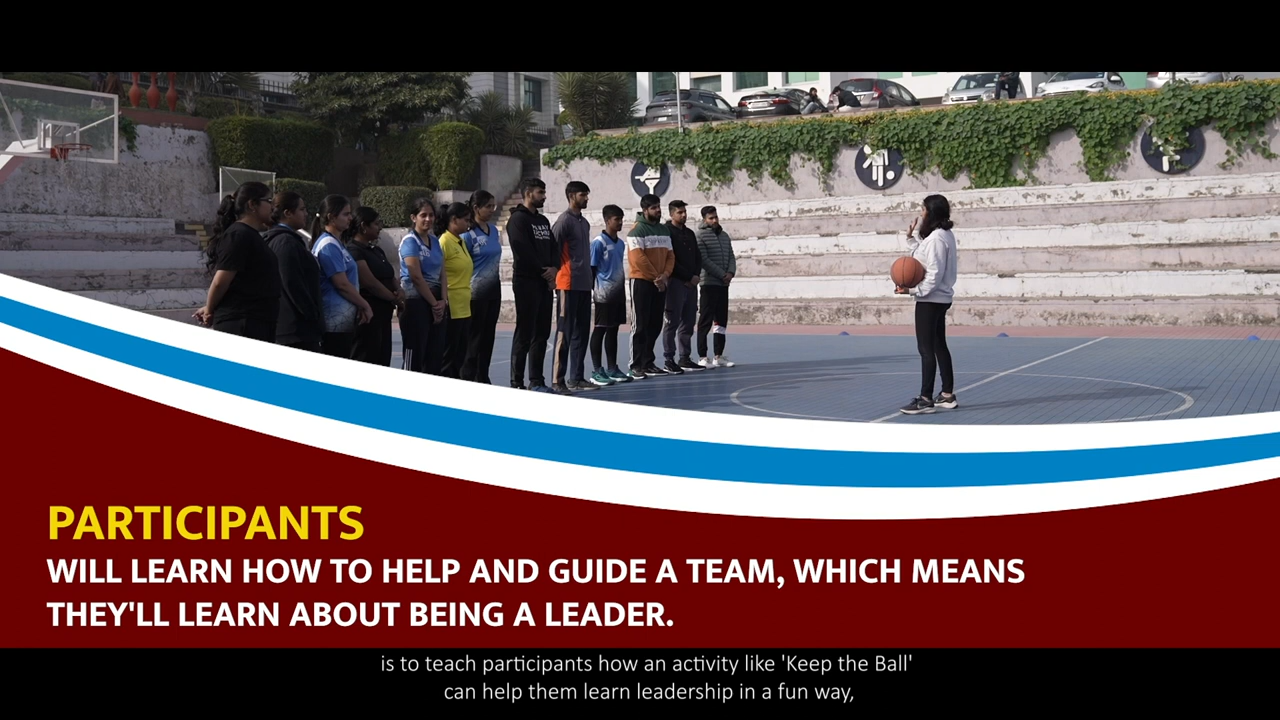 PARTICIPANTS
WILL LEARN HOW TO HELP AND GUIDE A TEAM, WHICH MEANS
THEY'LL LEARN ABOUT BEING A LEADER.
is to teach participants how an activity like 'Keep the Ball'
can help them learn leadership in a fun way,